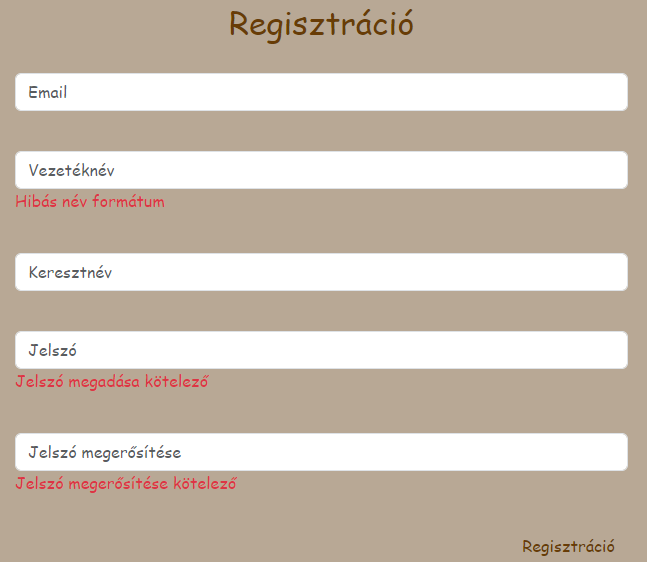 Regisztráció
Email
Vezetéknév
Hibás név formátum
Keresztnév
Jelszó
Jelszó megadása kötelező
Jelszó megerősítése
Jelszó megerősítése kötelező
Regisztráció